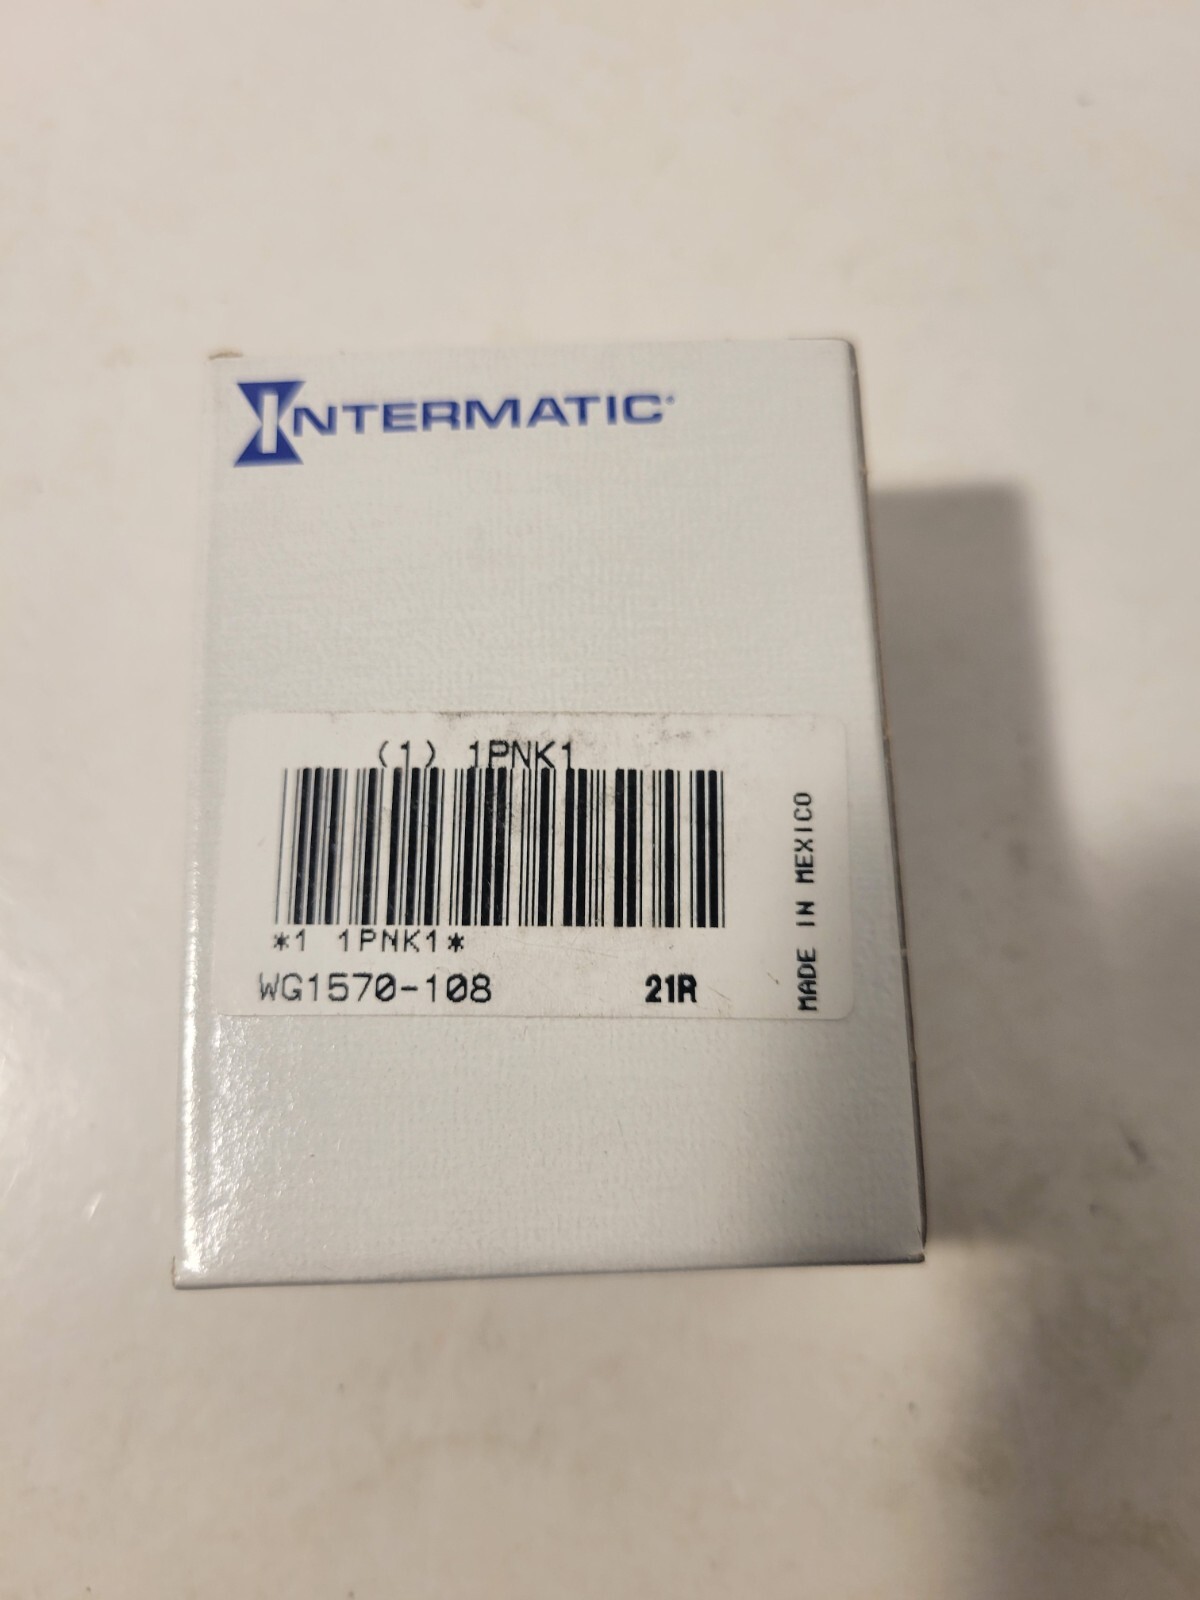 INTERMATIC
(1) 1PNK1
*1 1PNK1*
WG1570-108 21R
MADE IN MEXICO